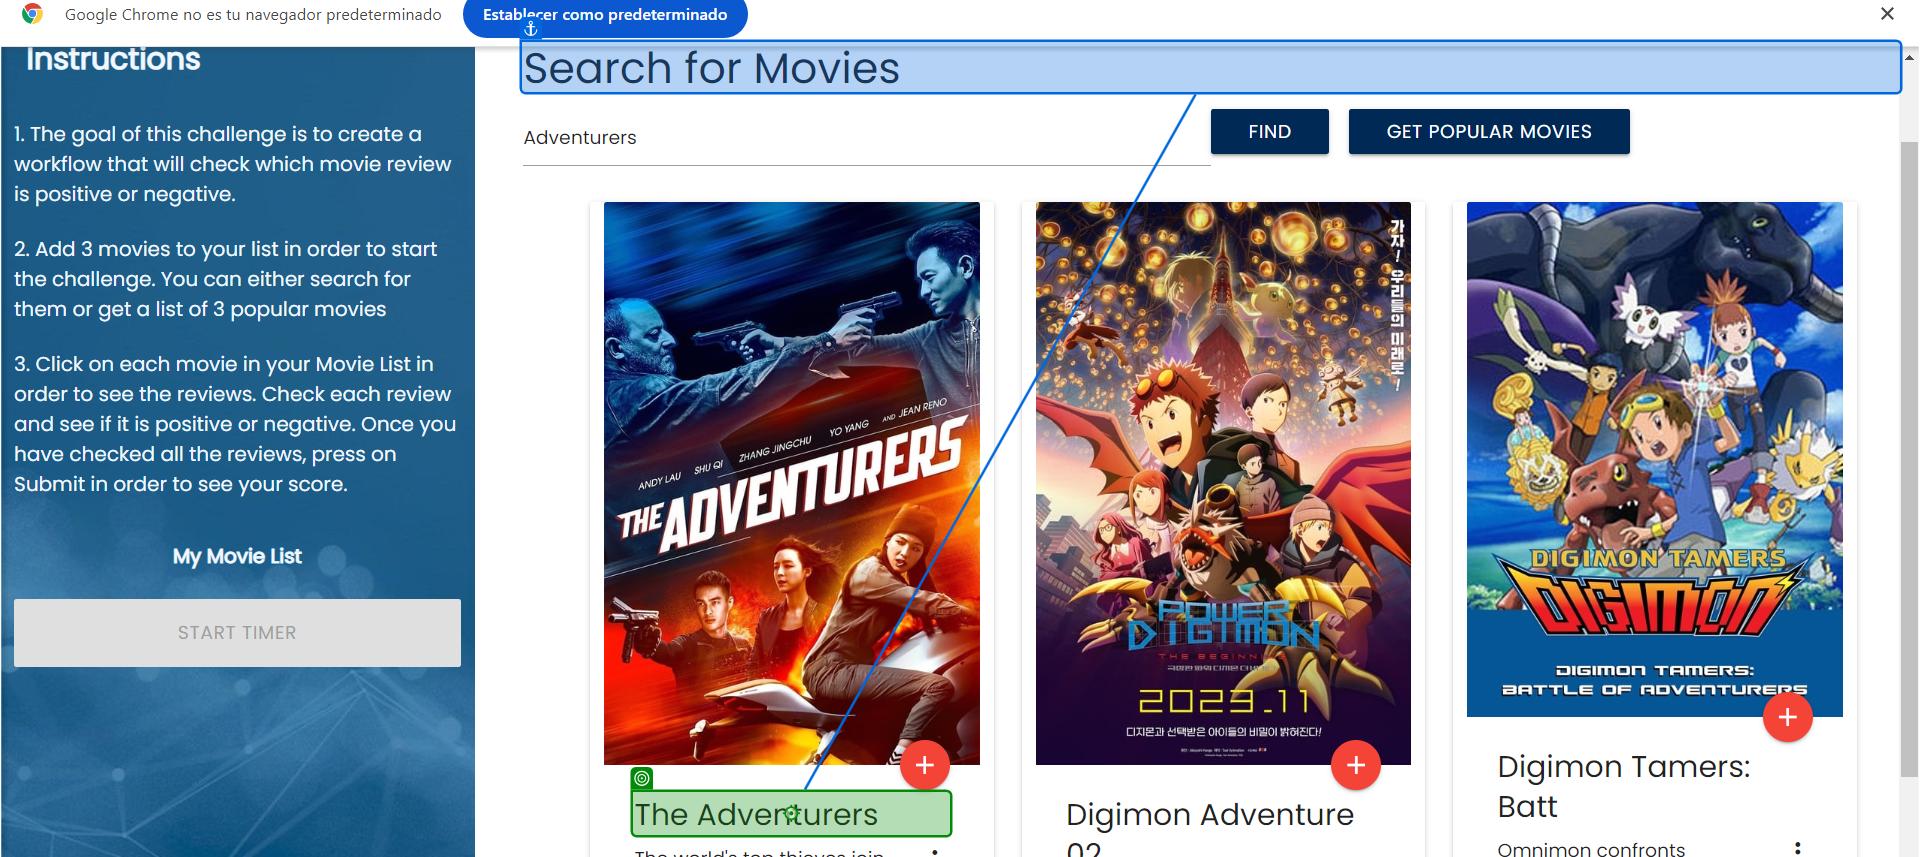 Google Chrome no es tu navegador predeterminado
Establecer como predeterminado
Instructions
1. The goal of this challenge is to create a
workflow that will check which movie review
is positive or negative.
2. Add 3 movies to your list in order to start
the challenge. You can either search for
them or get a list of 3 popular movies
3. Click on each movie in your Movie List in
order to see the reviews. Check each review
and see if it is positive or negative. Once you
have checked all the reviews, press on
Submit in order to see your score.
My Movie List
START TIMER
Search for Movies
Adventurers
FIND
GET POPULAR MOVIES
ANDY LAU SHU QI ZHANG JINGCHU YO YANG AND JEAN RENO
THE ADVENTURERS
The Adventurers
The world's top thieves join
가자! 우리들의 미래로!
POWER
DIGIMON
THE BEGINNING
2023.11
디지몬과 선택받은 아이들의 비밀이 밝혀진다!
Digimon Adventure
02
DIGIMON TAMERS
DIGIMON
DIGIMON TAMERS:
BATTLE OF ADVENTURERS
Digimon Tamers:
Batt
Omnimon confronts